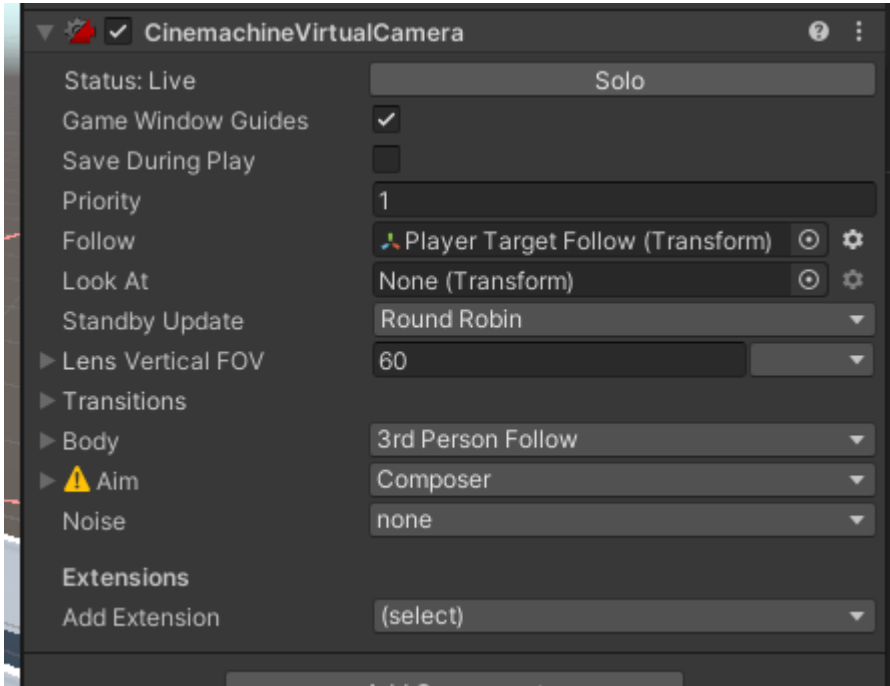 CinemachineVirtualCamera
Status: Live Solo
Game Window Guides
Save During Play
Priority 1
Follow Player Target Follow (Transform)
Look At None (Transform)
Standby Update Round Robin
Lens Vertical FOV 60
Transitions
Body 3rd Person Follow
Aim Composer
Noise none
Extensions
Add Extension (select)